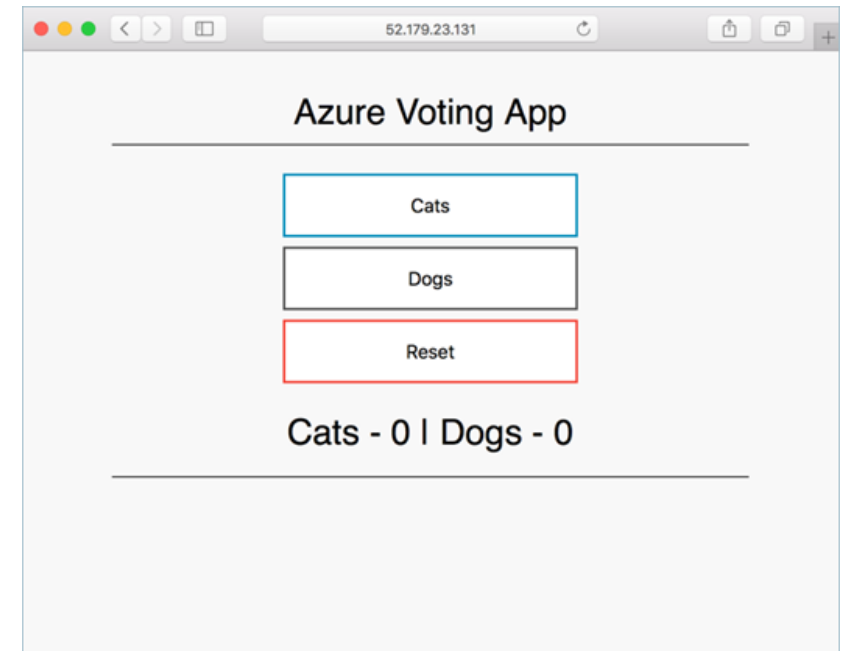 52.179.23.131
Azure Voting App
Cats
Dogs
Reset
Cats - 0 | Dogs - 0